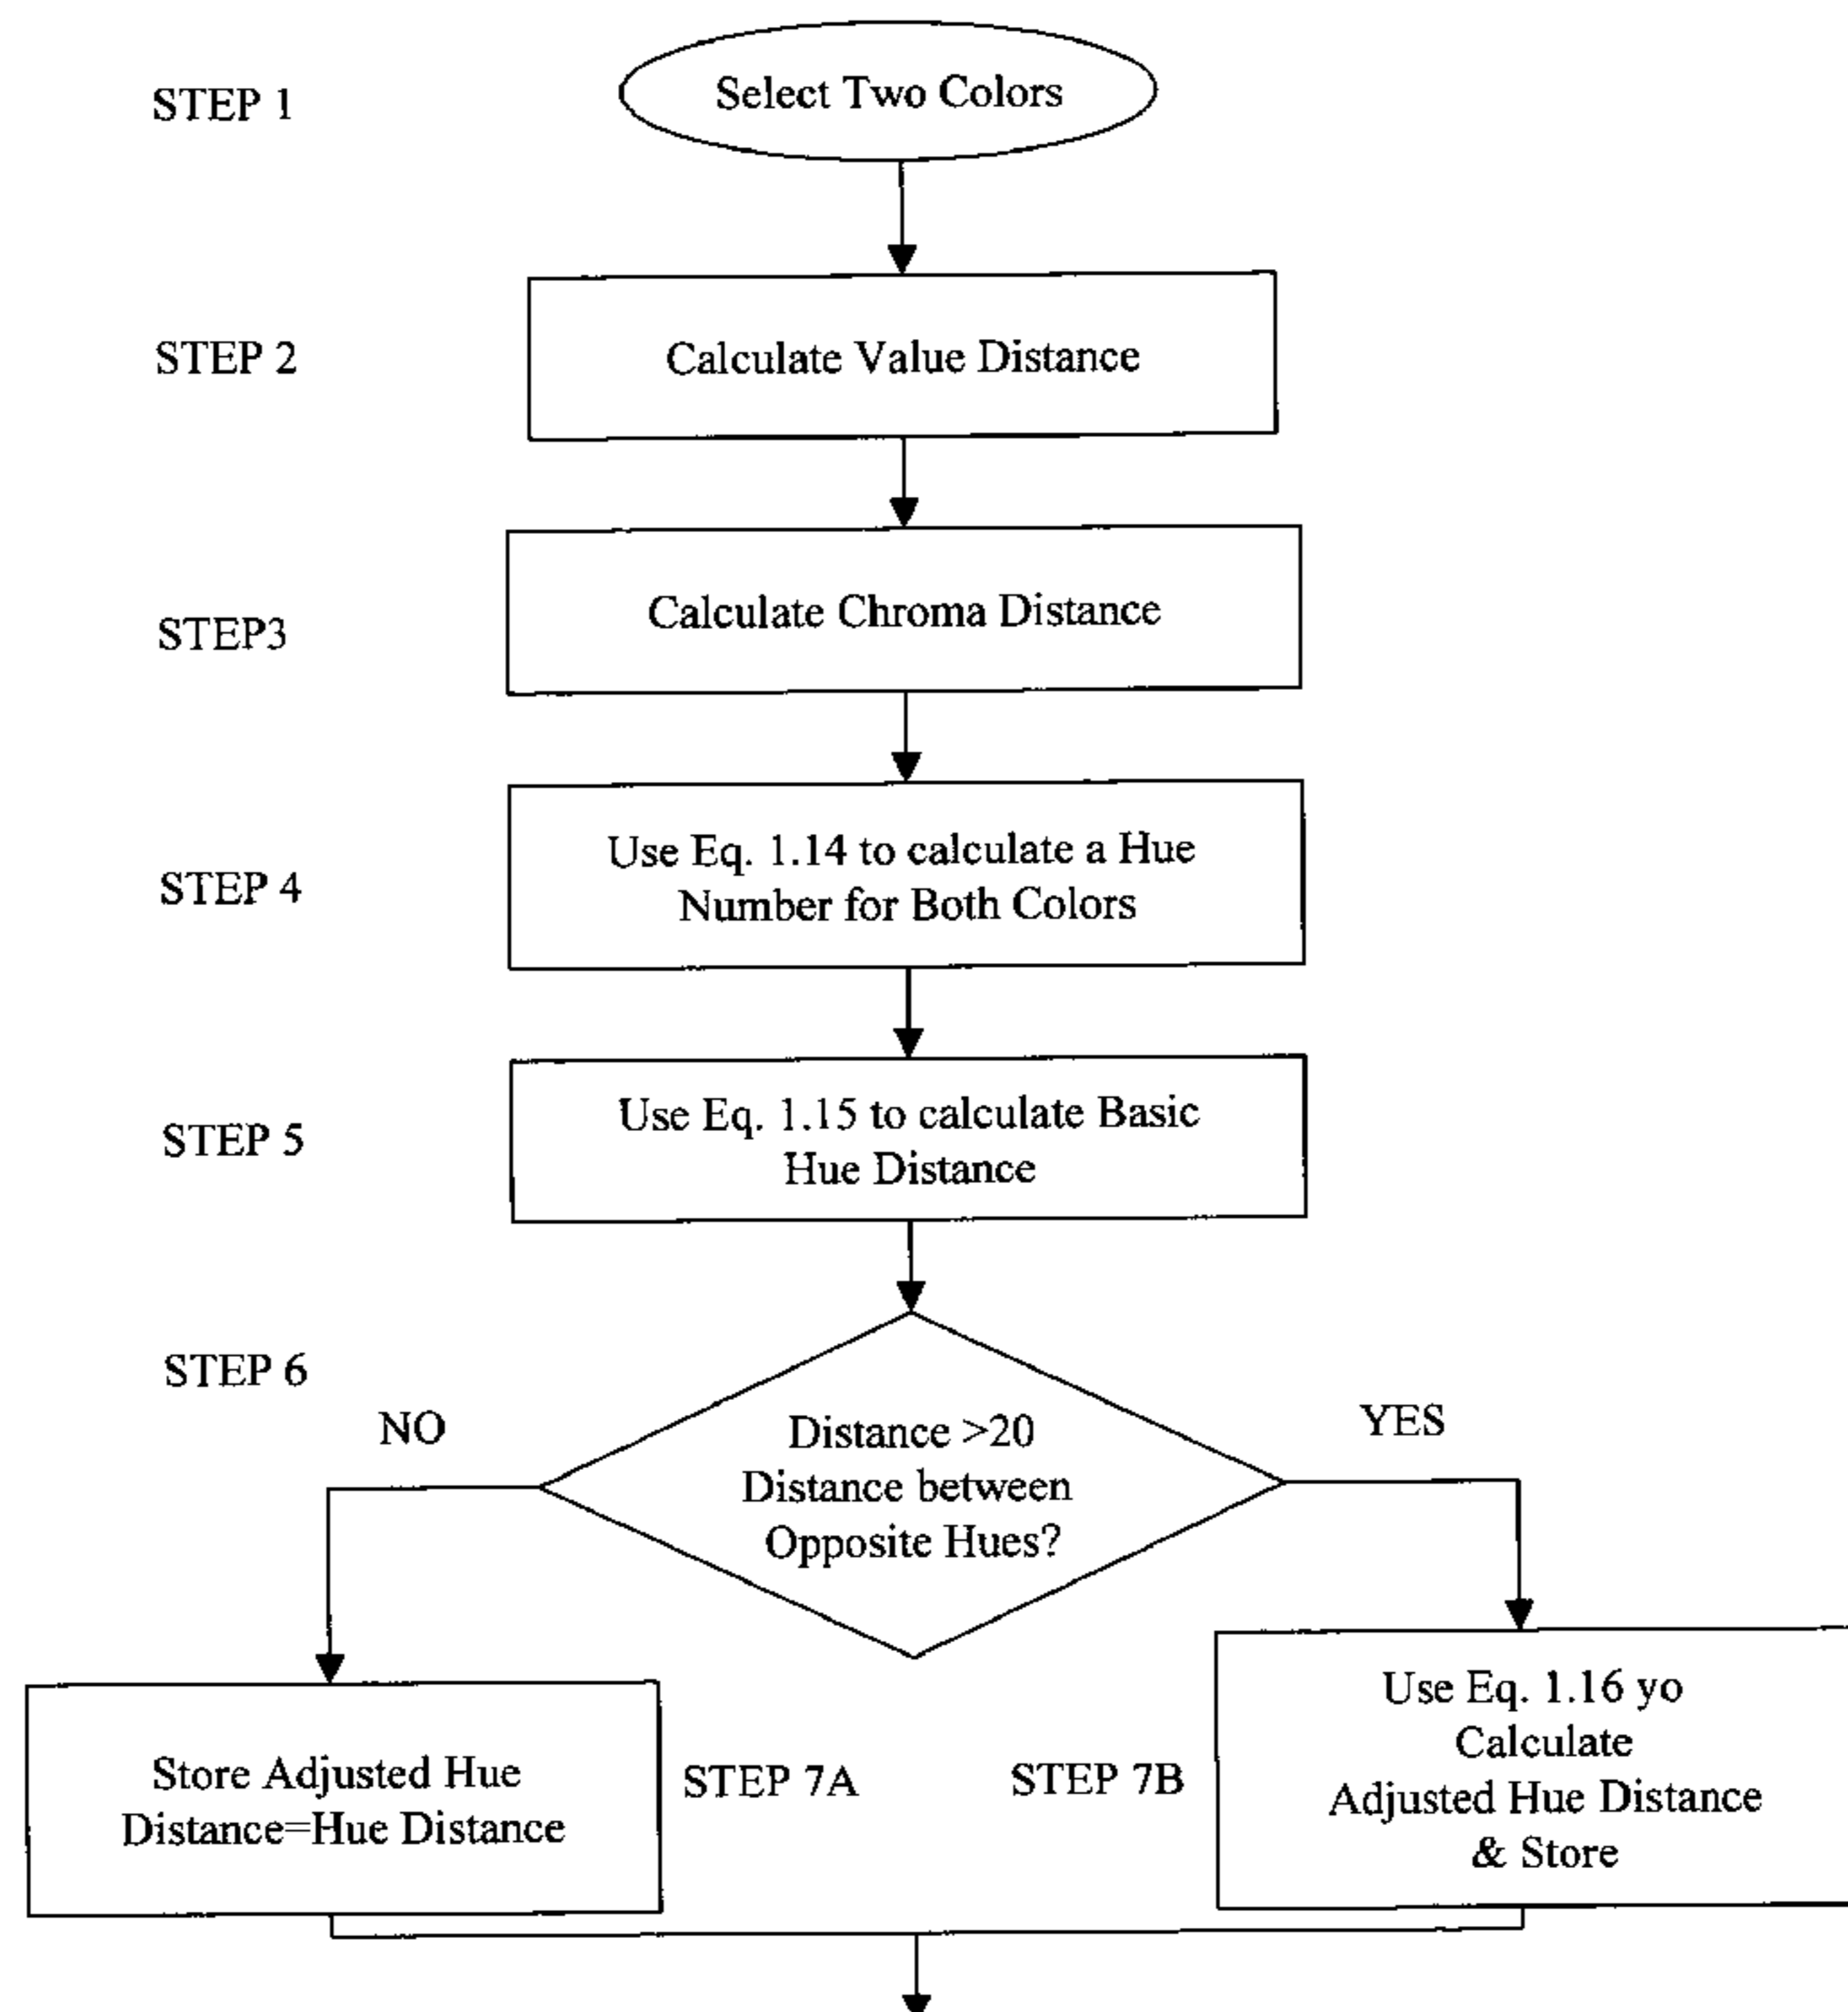 STEP 1
Select Two Colors
STEP 2
Calculate Value Distance
STEP3
Calculate Chroma Distance
STEP 4
Use Eq. 1.14 to calculate a Hue
Number for Both Colors
STEP 5
Use Eq. 1.15 to calculate Basic
Hue Distance
STEP 6
NO
Distance >20
Distance between
Opposite Hues?
YES
Store Adjusted Hue
Distance=Hue Distance
STEP 7A
STEP 7B
Use Eq. 1.16 yo
Calculate
Adjusted Hue Distance
& Store